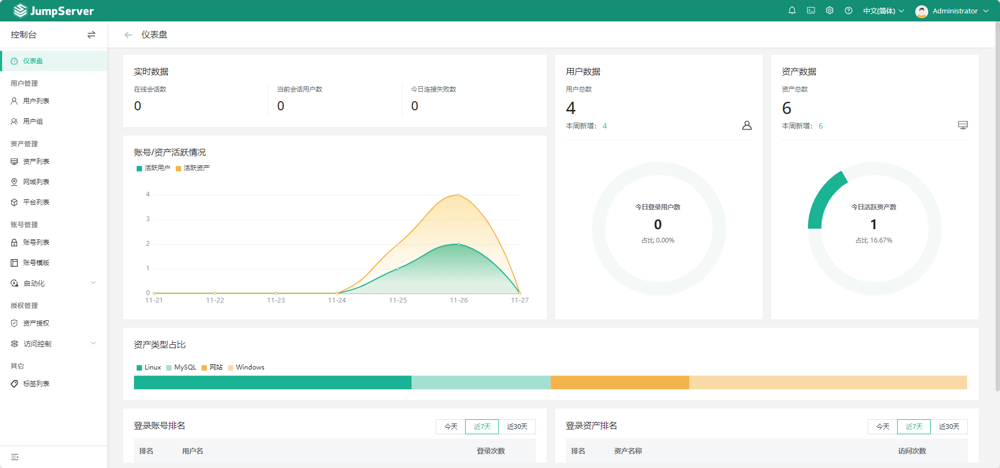 JumpServer
中文(简体)
Administrator
控制台
仪表盘
仪表盘
用户管理
用户列表
用户组
资产管理
资产列表
网域列表
平台列表
账号管理
账号列表
账号模版
自动化
授权管理
资产授权
访问控制
其它
标签列表
实时数据
在线会话数
0
当前会话用户数
0
今日连接失败数
0
用户数据
用户总数
4
本周新增： 4
今日登录用户数
0
占比 0.00%
资产数据
资产总数
6
本周新增： 6
今日活跃资产数
1
占比 16.67%
账号/资产活跃情况
活跃用户 活跃资产
4
3
2
1
0
11-21 11-22 11-23 11-24 11-25 11-26 11-27
资产类型占比
Linux MySQL 网站 Windows
登录账号排名
今天 近7天 近30天
排名 用户名 登录次数
登录资产排名
今天 近7天 近30天
排名 资产名称 访问次数